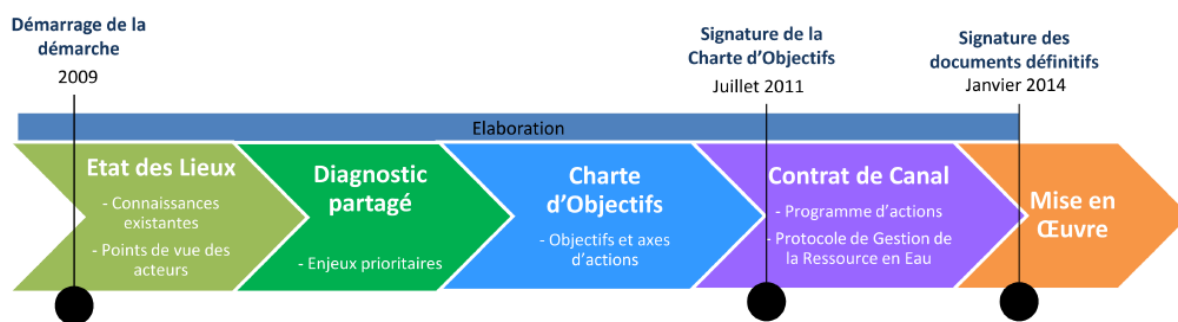 Démarrage de la
démarche
2009
Signature de la
Charte d'Objectifs
Juillet 2011
Signature des
documents définitifs
Janvier 2014
Elaboration
Etat des Lieux
- Connaissances
existantes
- Points de vue des
acteurs
Diagnostic
partagé
- Enjeux prioritaires
Charte
d'Objectifs
- Objectifs et axes
d'actions
Contrat de Canal
- Programme d'actions
- Protocole de Gestion de
la Ressource en Eau
Mise en
Œuvre